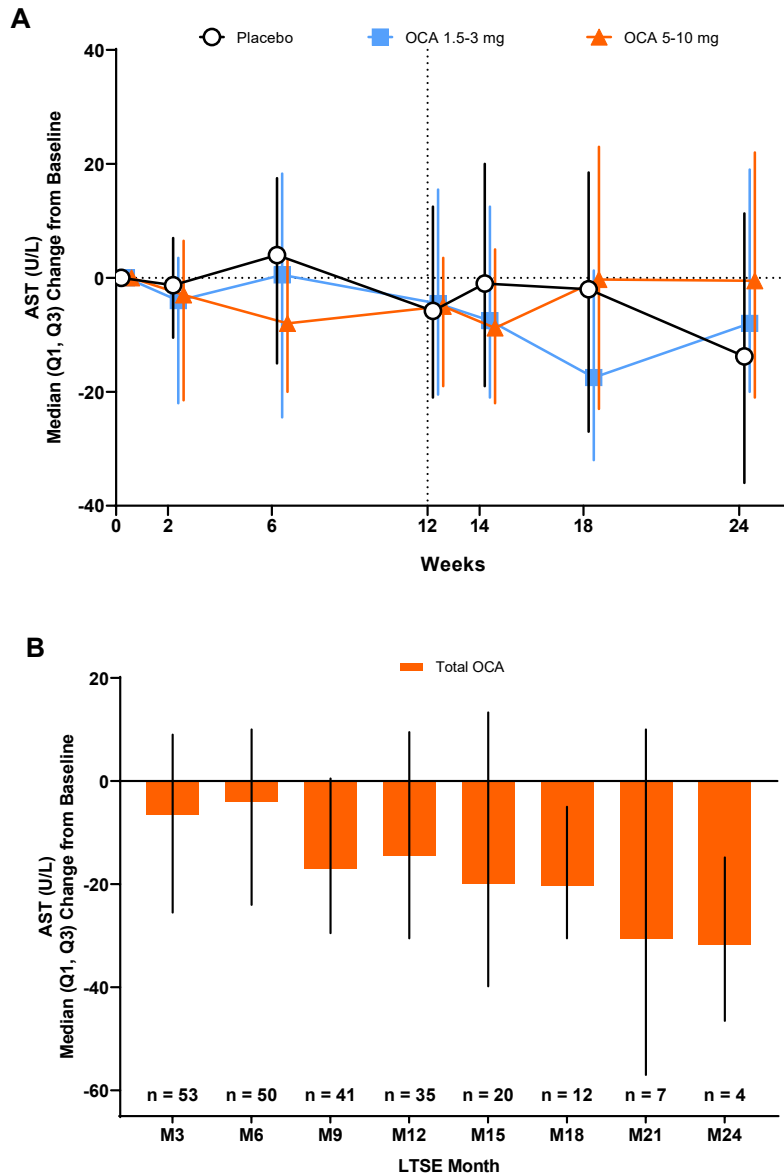 A
Placebo
OCA 1.5-3 mg
OCA 5-10 mg
AST (U/L)
Median (Q1, Q3) Change from Baseline
40
20
0
-20
-40
0
2
6
12
14
18
24
Weeks
B
Total OCA
AST (U/L)
Median (Q1, Q3) Change from Baseline
20
0
-20
-40
-60
n = 53
n = 50
n = 41
n = 35
n = 20
n = 12
n = 7
n = 4
M3
M6
M9
M12
M15
M18
M21
M24
LTSE Month